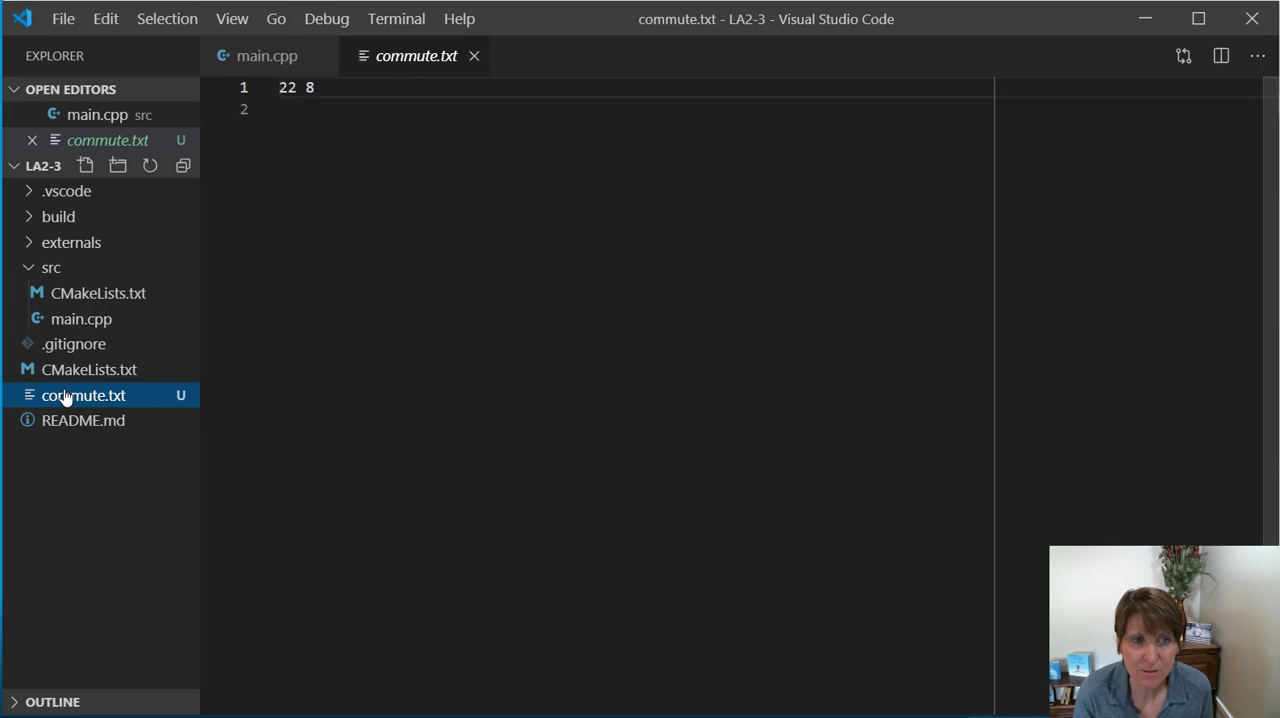 File Edit Selection View Go Debug Terminal Help
commute.txt - LA2-3 - Visual Studio Code
EXPLORER
main.cpp
commute.txt
OPEN EDITORS
main.cpp src
commute.txt U
LA2-3
.vscode
build
externals
src
CMakeLists.txt
main.cpp
.gitignore
CMakeLists.txt
commute.txt U
README.md
OUTLINE
1 22 8
2